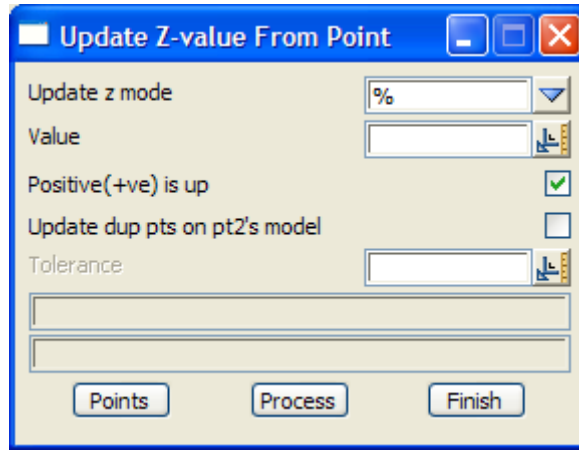 Update Z-value From Point
Update z mode %
Value
Positive(+ve) is up
Update dup pts on pt2's model
Tolerance
Points Process Finish